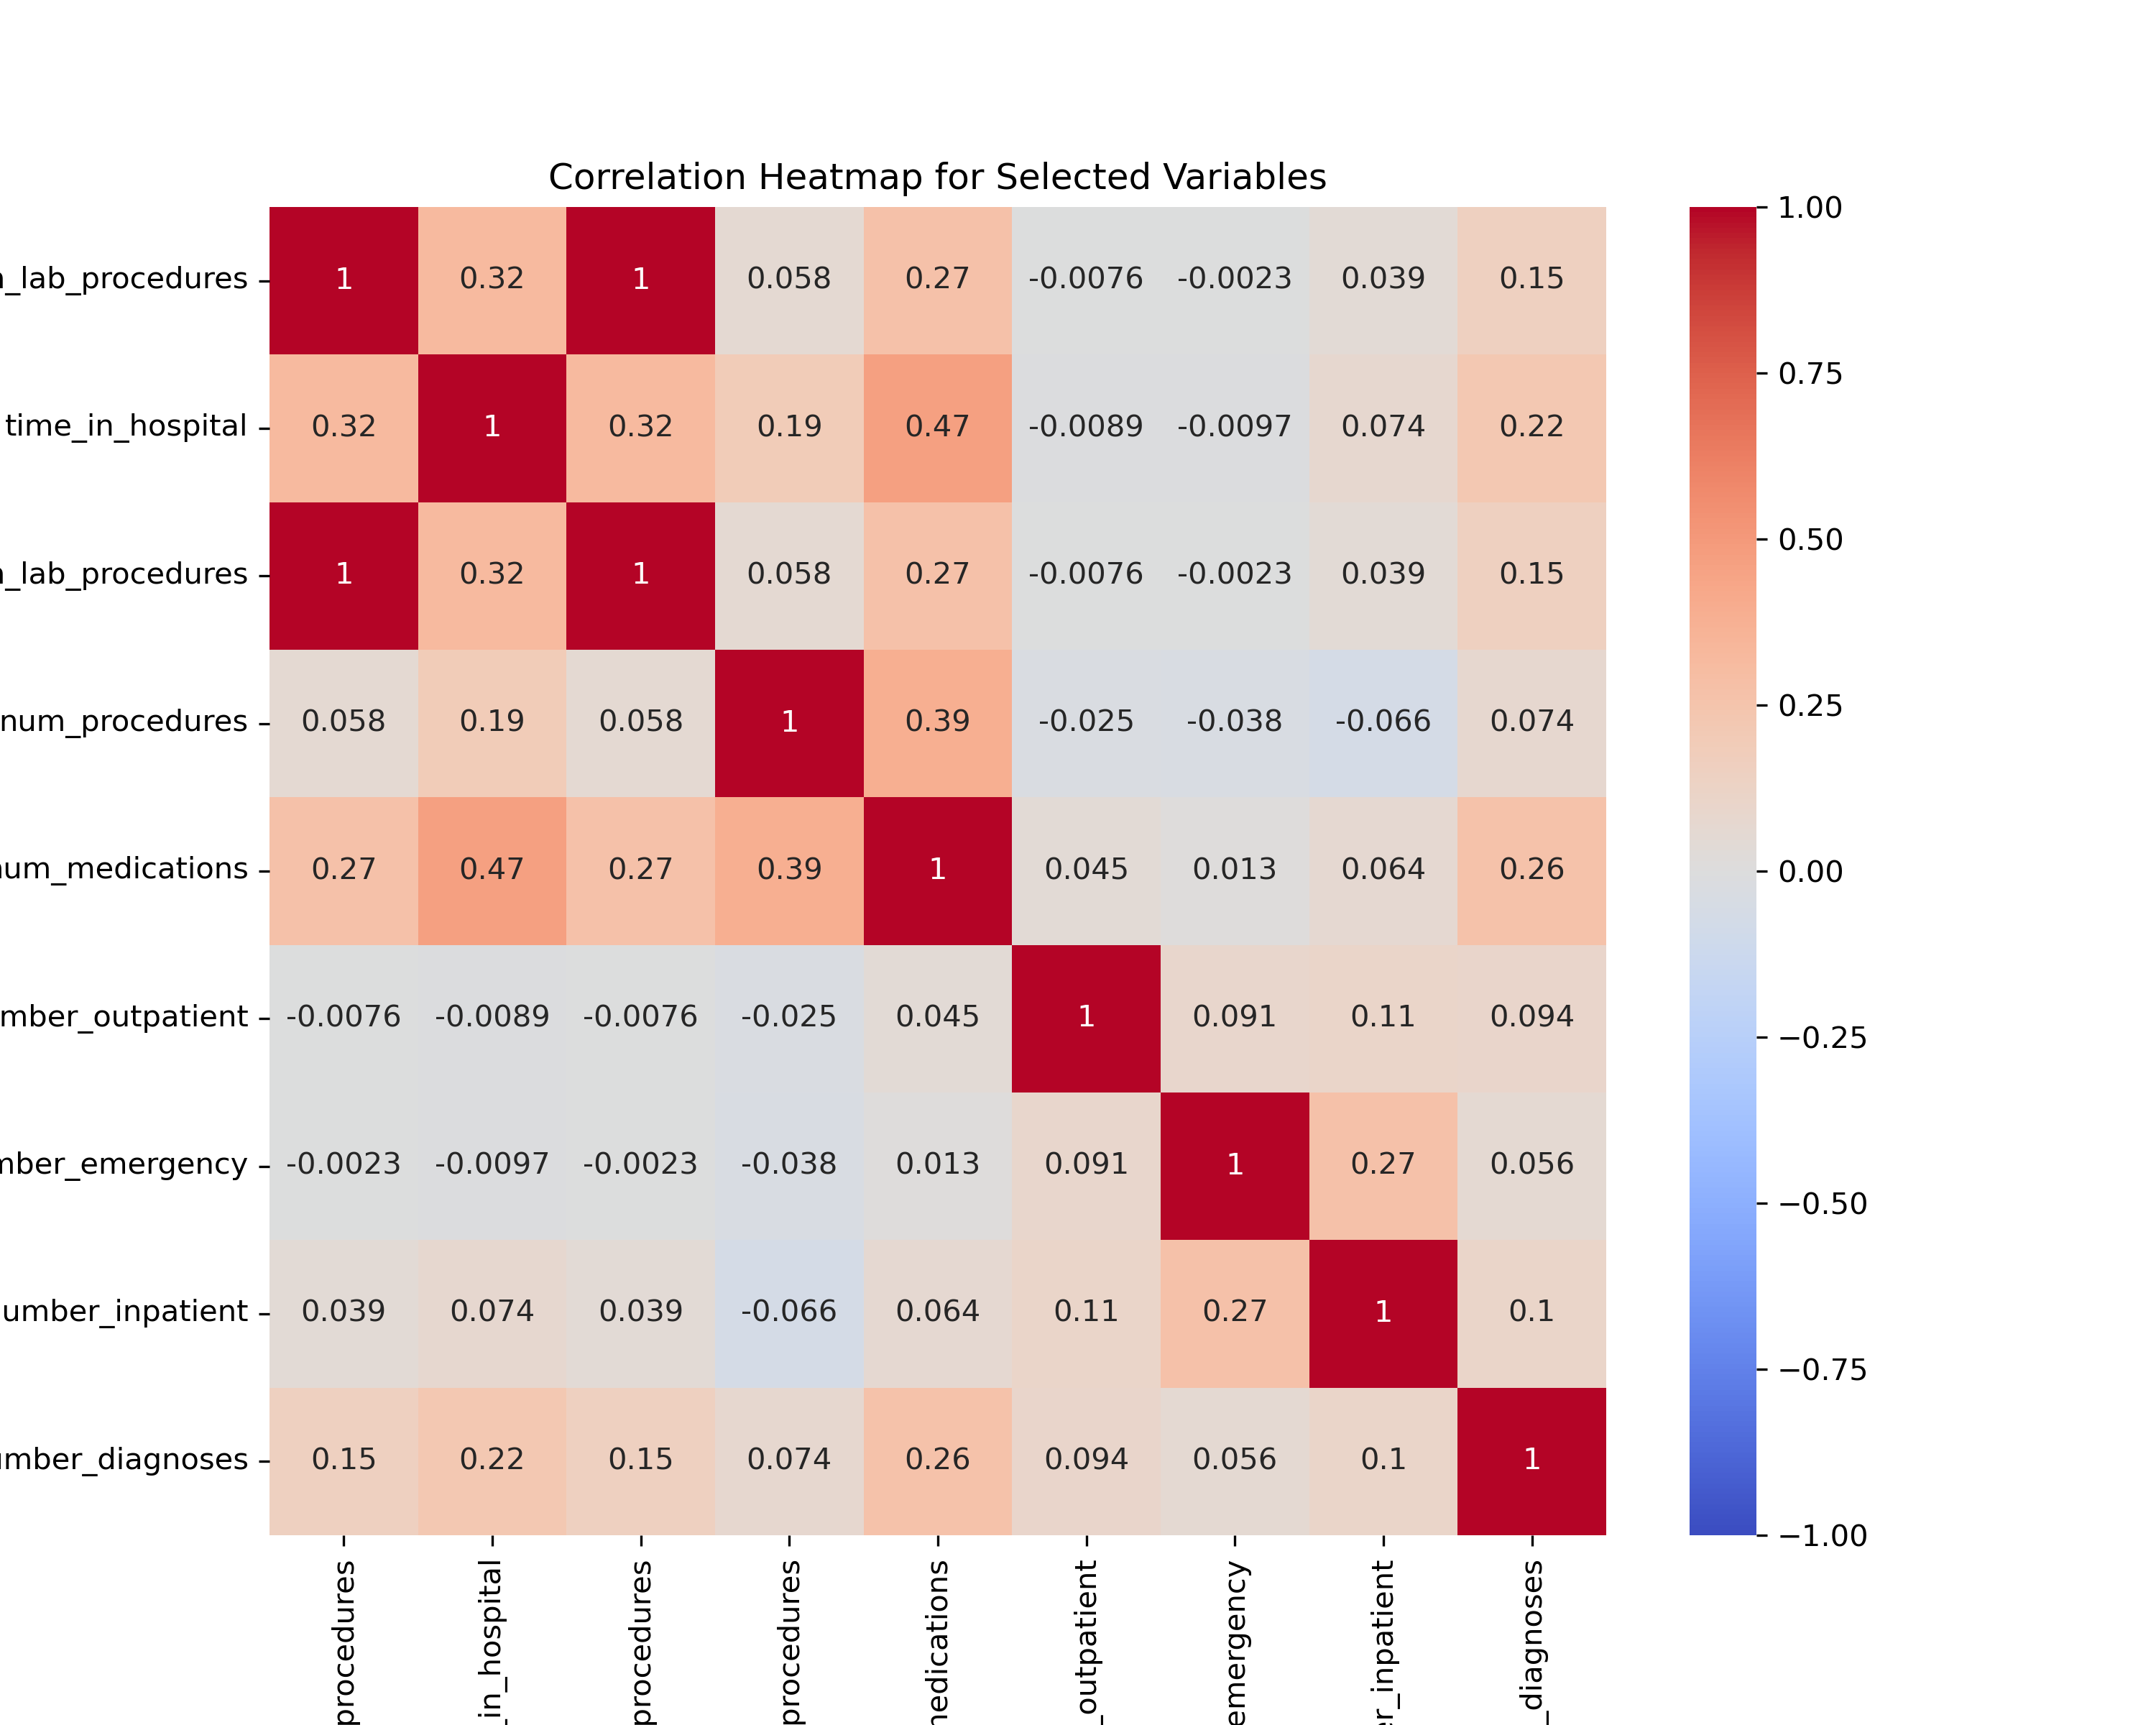 Correlation Heatmap for Selected Variables
_lab_procedures 1 0.32 1 0.058 0.27 -0.0076 -0.0023 0.039 0.15
time_in_hospital 0.32 1 0.32 0.19 0.47 -0.0089 -0.0097 0.074 0.22
_lab_procedures 1 0.32 1 0.058 0.27 -0.0076 -0.0023 0.039 0.15
num_procedures 0.058 0.19 0.058 1 0.39 -0.025 -0.038 -0.066 0.074
um_medications 0.27 0.47 0.27 0.39 1 0.045 0.013 0.064 0.26
mber_outpatient -0.0076 -0.0089 -0.0076 -0.025 0.045 1 0.091 0.11 0.094
mber_emergency -0.0023 -0.0097 -0.0023 -0.038 0.013 0.091 1 0.27 0.056
umber_inpatient 0.039 0.074 0.039 -0.066 0.064 0.11 0.27 1 0.1
mber_diagnoses 0.15 0.22 0.15 0.074 0.26 0.094 0.056 0.1 1
procedures
_in_hospital
procedures
procedures
medications
_outpatient
emergency
er_inpatient
_diagnoses
1.00
0.75
0.50
0.25
0.00
−0.25
−0.50
−0.75
−1.00